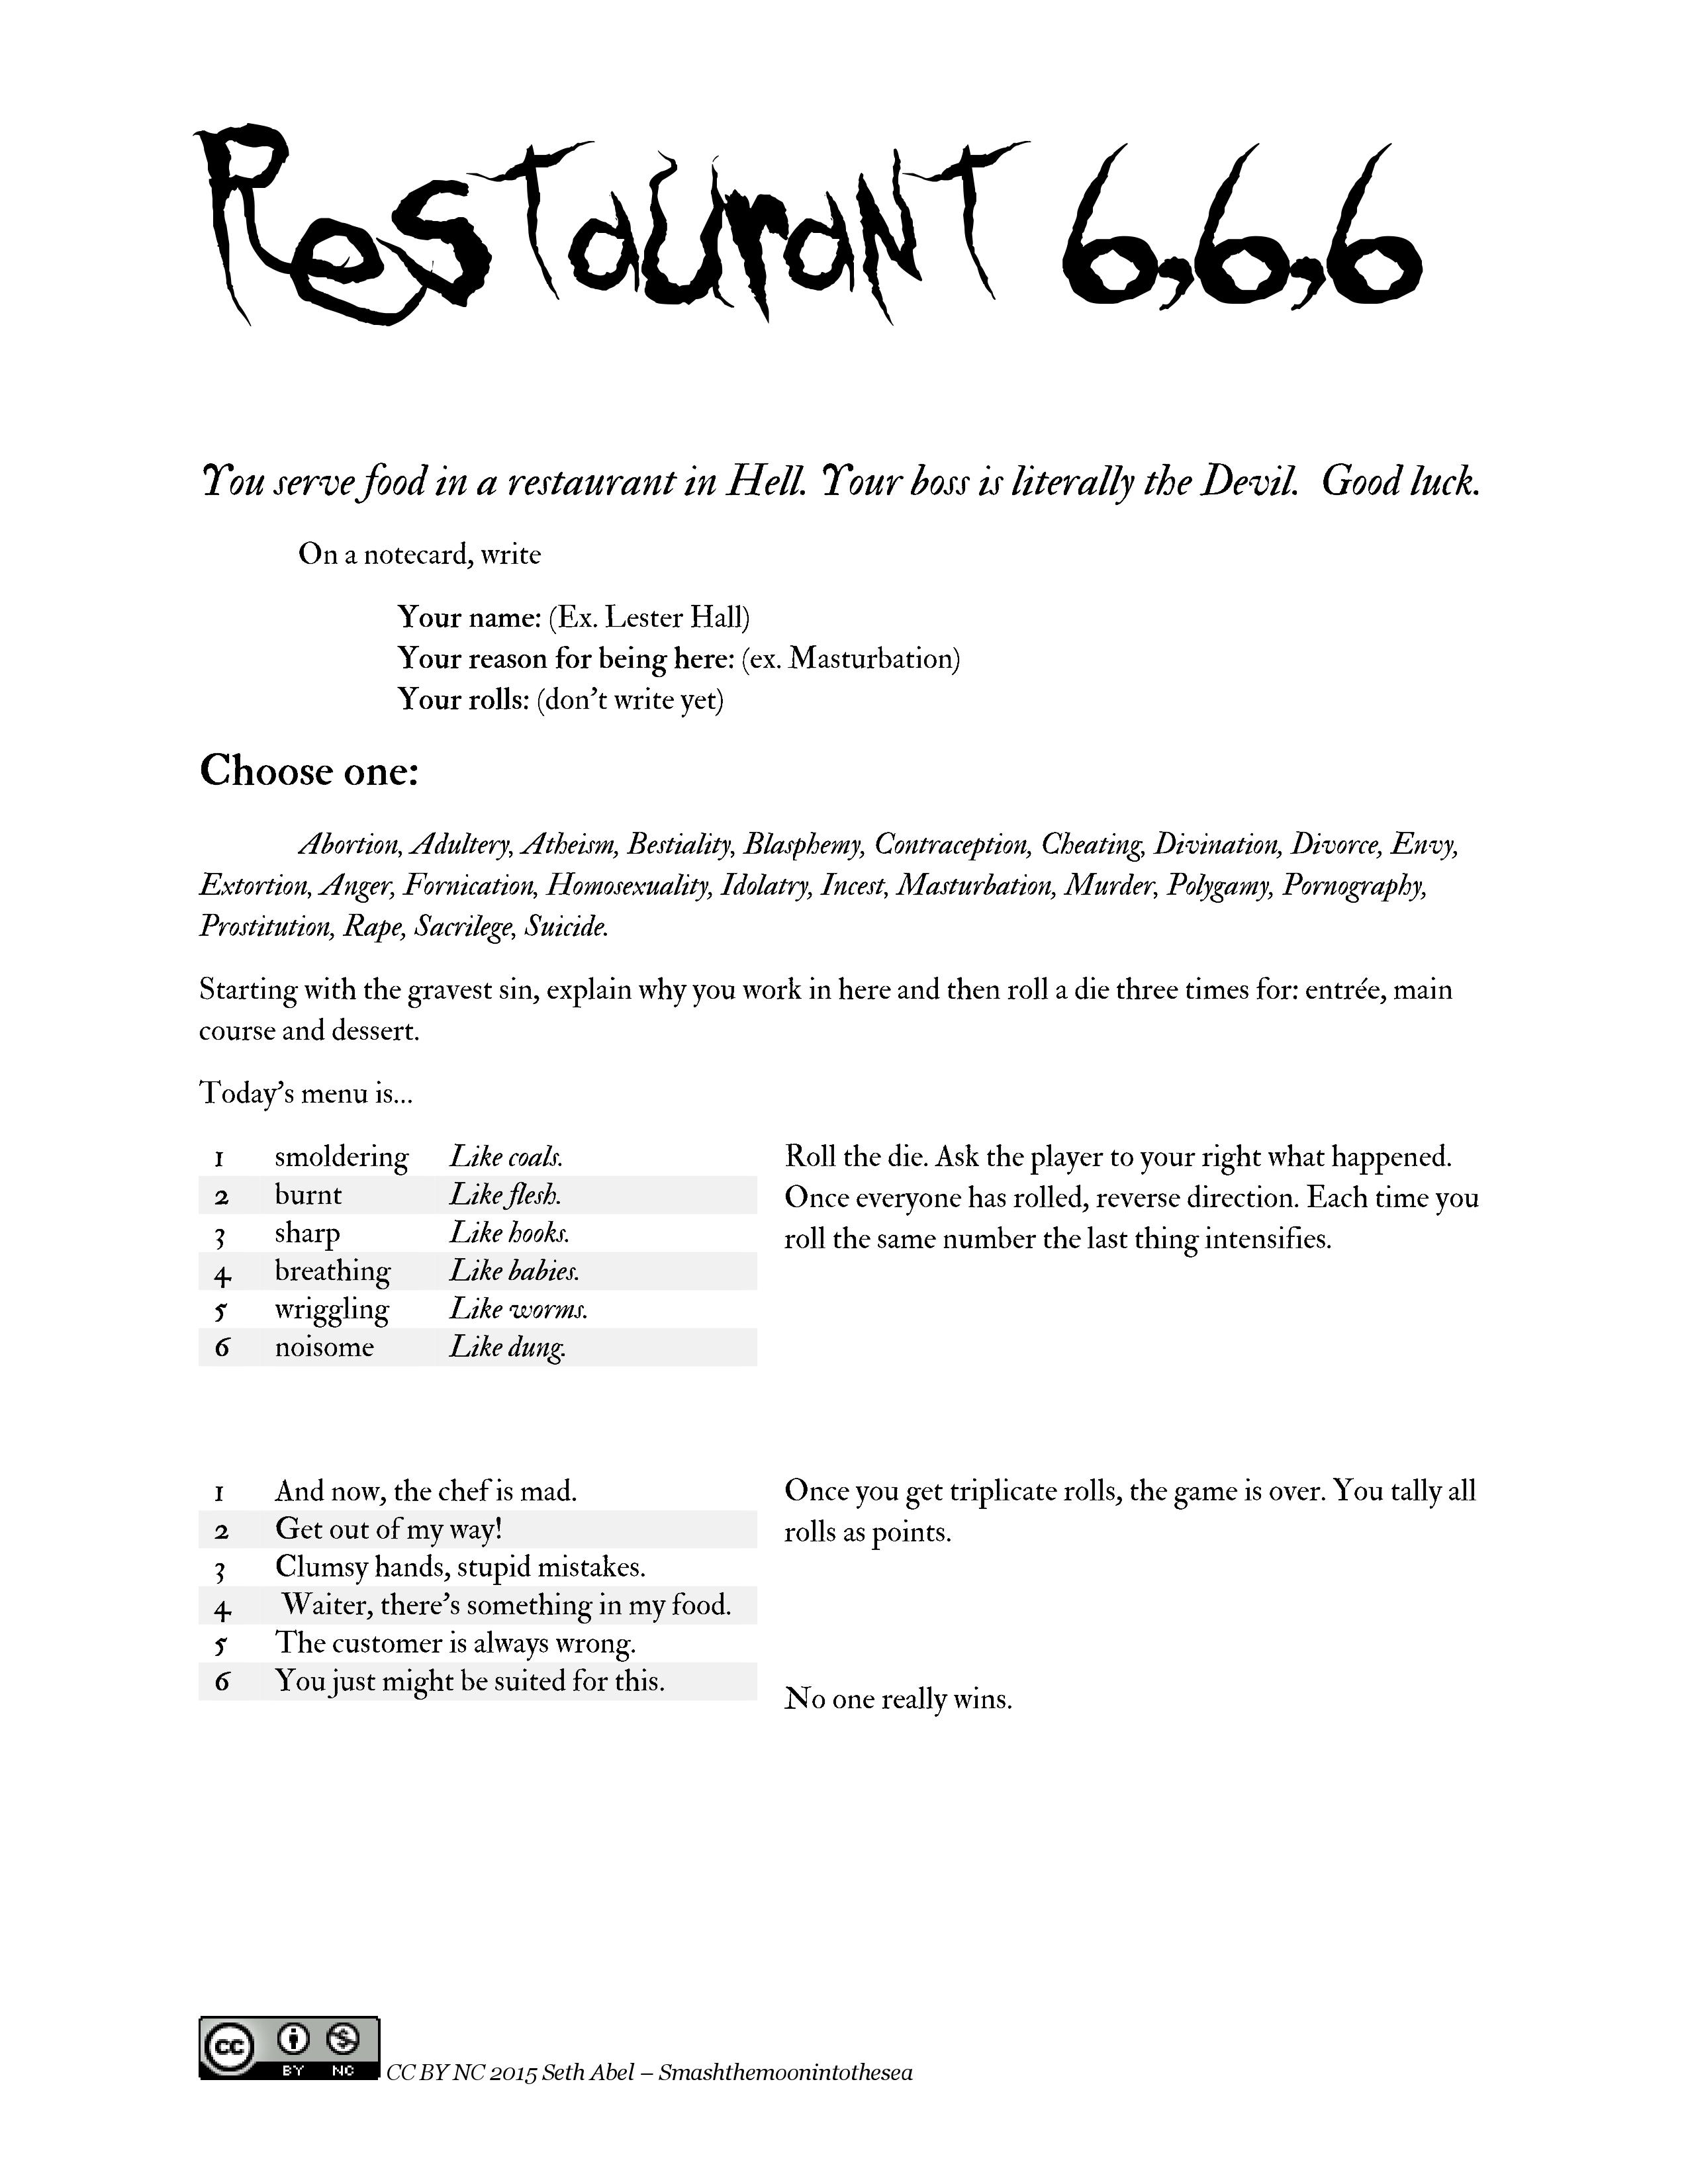 Restaurant 6,6,6
You serve food in a restaurant in Hell. Your boss is literally the Devil.  Good luck.
On a notecard, write
Your name: (Ex. Lester Hall)
Your reason for being here: (ex. Masturbation)
Your rolls: (don't write yet)
Choose one:
Abortion, Adultery, Atheism, Bestiality, Blasphemy, Contraception, Cheating, Divination, Divorce, Envy,
Extortion, Anger, Fornication, Homosexuality, Idolatry, Incest, Masturbation, Murder, Polygamy, Pornography,
Prostitution, Rape, Sacrilege, Suicide.
Starting with the gravest sin, explain why you work in here and then roll a die three times for: entrée, main
course and dessert.
Today's menu is...
1 smoldering Like coals.
2 burnt Like flesh.
3 sharp Like hooks.
4 breathing Like babies.
5 wriggling Like worms.
6 noisome Like dung.
Roll the die. Ask the player to your right what happened.
Once everyone has rolled, reverse direction. Each time you
roll the same number the last thing intensifies.
1 And now, the chef is mad.
2 Get out of my way!
3 Clumsy hands, stupid mistakes.
4 Waiter, there's something in my food.
5 The customer is always wrong.
6 You just might be suited for this.
Once you get triplicate rolls, the game is over. You tally all
rolls as points.
No one really wins.
CC BY NC
CC BY NC 2015 Seth Abel – Smashthemoonintothesea